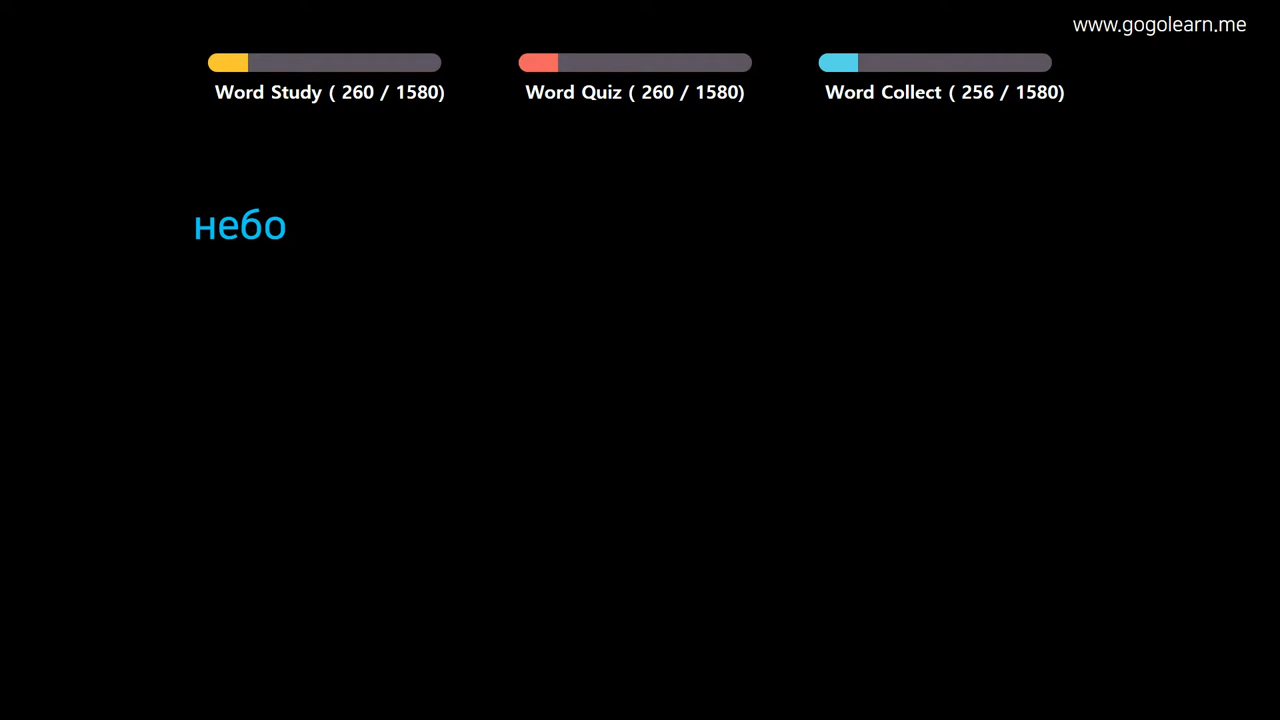 www.gogolearn.me
Word Study ( 260 / 1580)
Word Quiz ( 260 / 1580)
Word Collect ( 256 / 1580)
небо